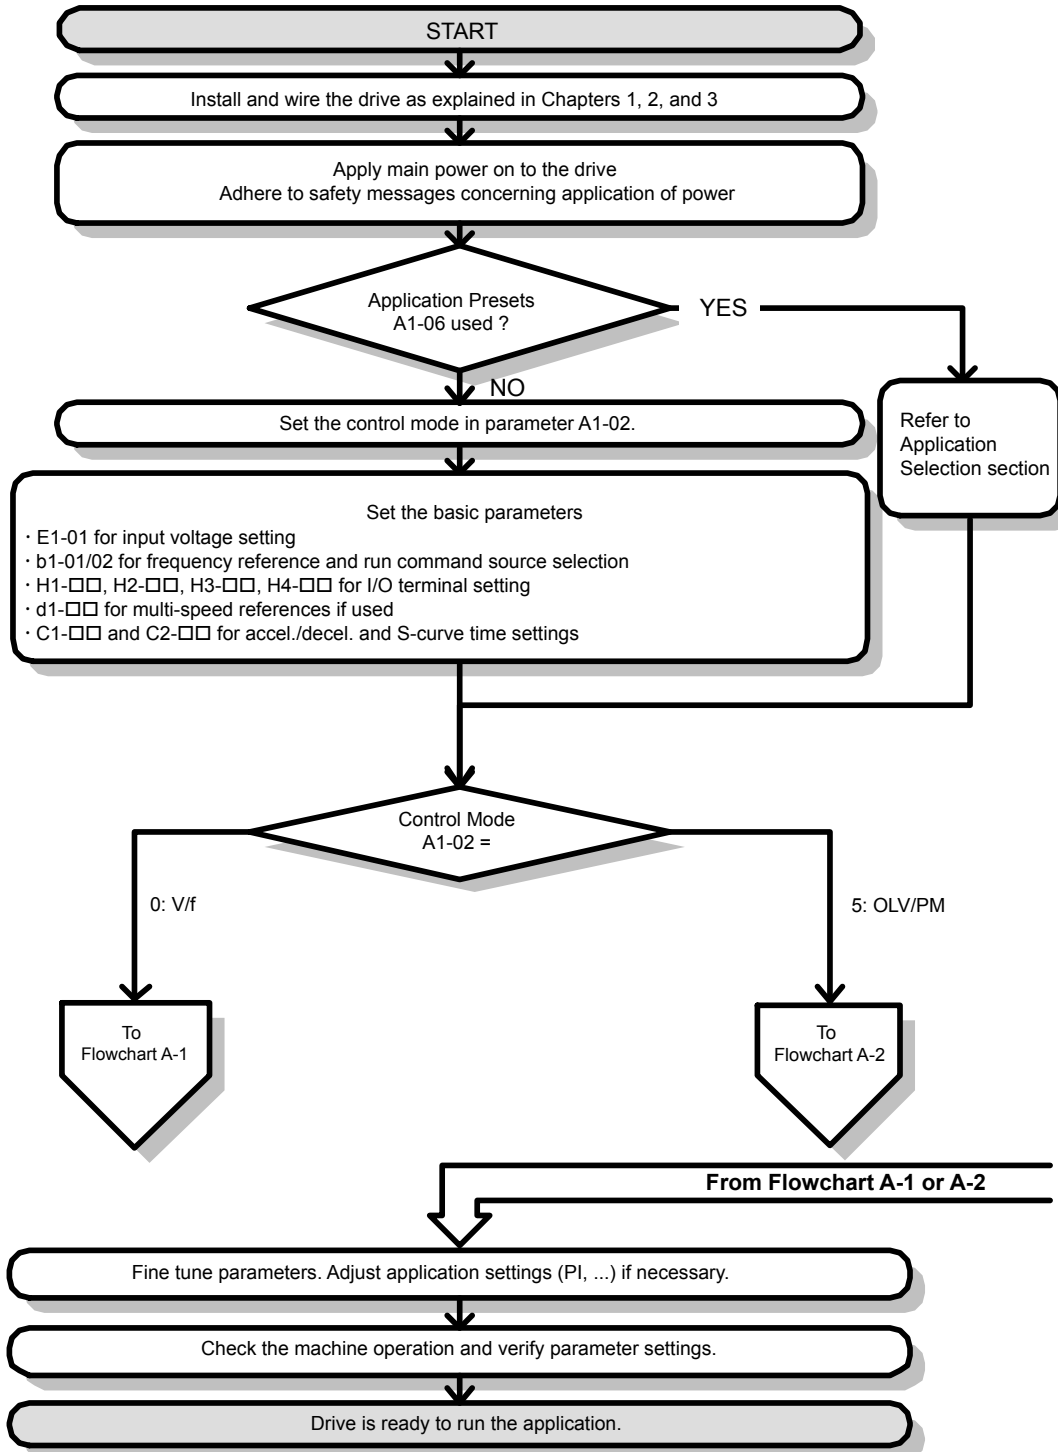 START
Install and wire the drive as explained in Chapters 1, 2, and 3
Apply main power on to the drive
Adhere to safety messages concerning application of power
Application Presets
A1-06 used ?
YES
NO
Set the control mode in parameter A1-02.
Refer to
Application
Selection section
Set the basic parameters
· E1-01 for input voltage setting
· b1-01/02 for frequency reference and run command source selection
· H1-□□, H2-□□, H3-□□, H4-□□ for I/O terminal setting
· d1-□□ for multi-speed references if used
· C1-□□ and C2-□□ for accel./decel. and S-curve time settings
Control Mode
A1-02 =
0: V/f
5: OLV/PM
To
Flowchart A-1
To
Flowchart A-2
From Flowchart A-1 or A-2
Fine tune parameters. Adjust application settings (PI, ...) if necessary.
Check the machine operation and verify parameter settings.
Drive is ready to run the application.